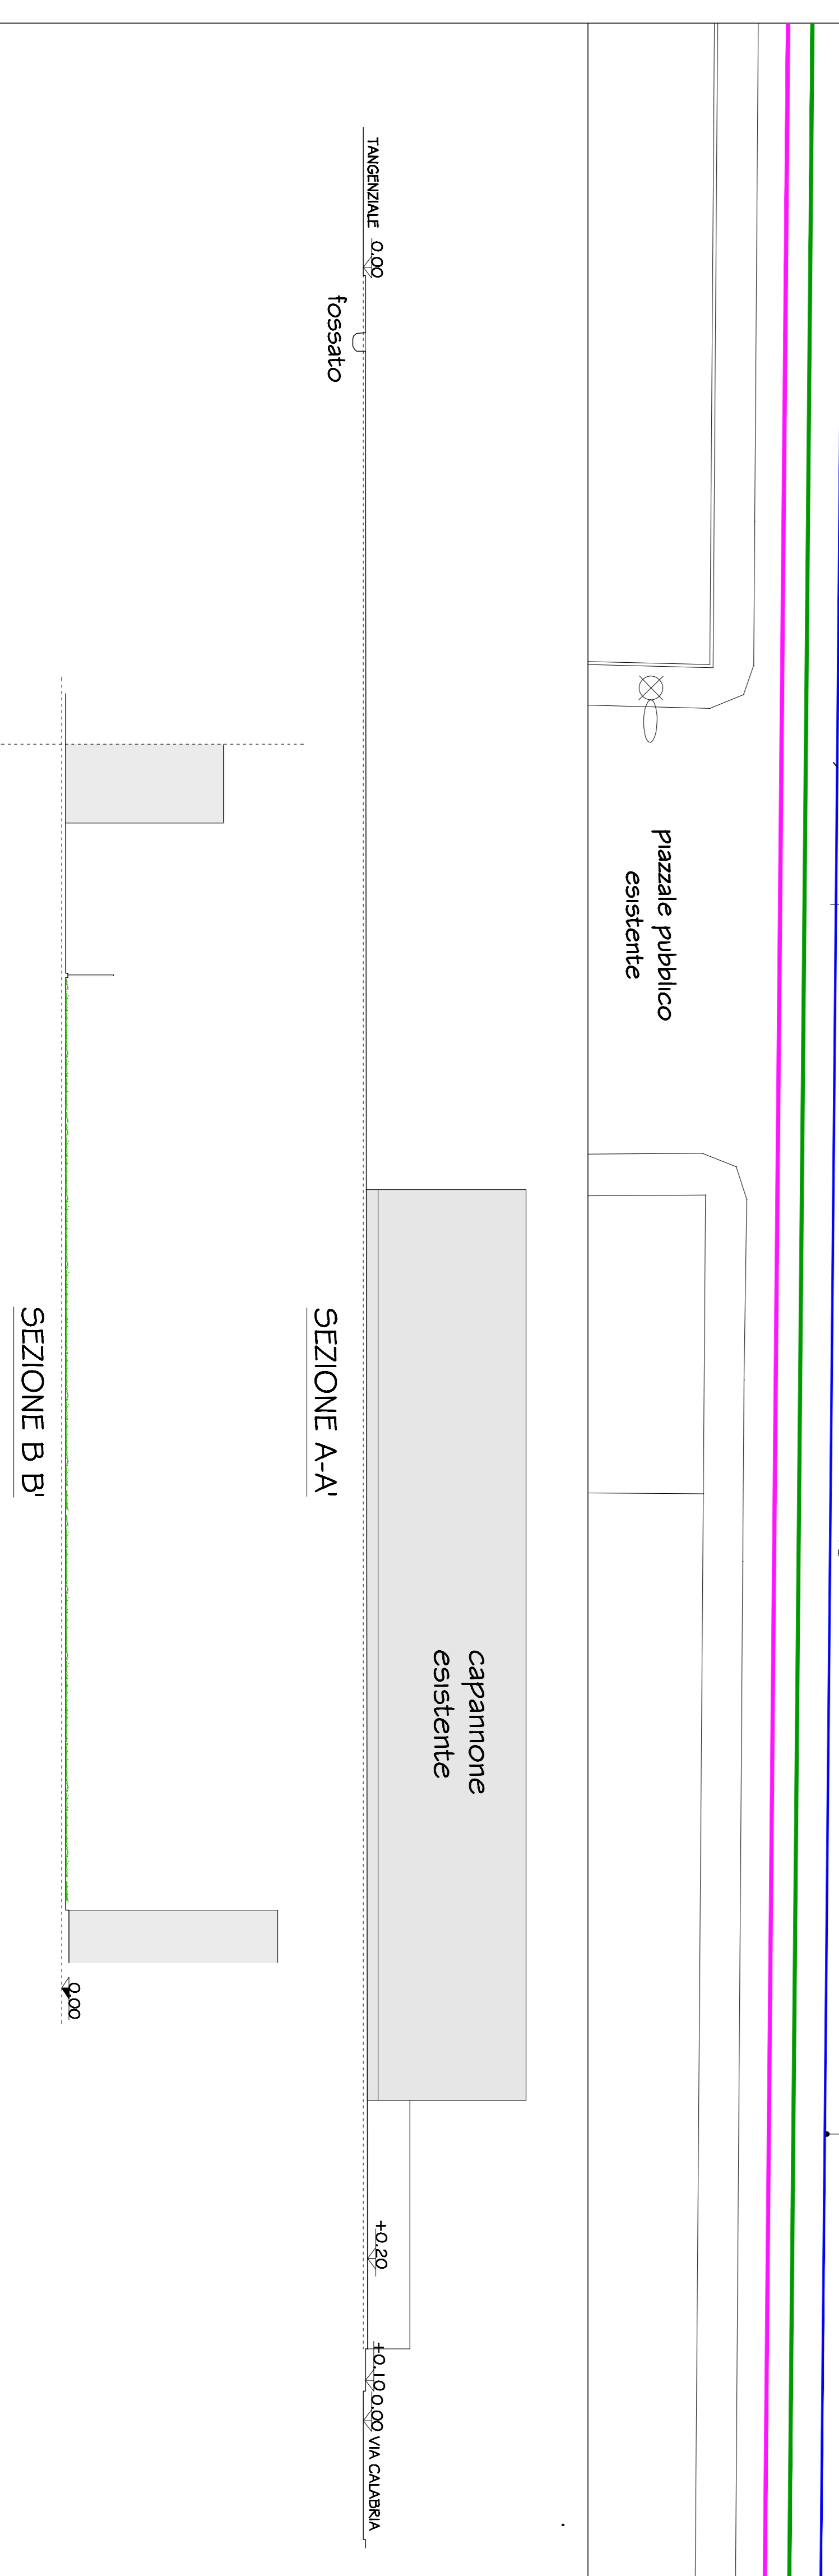 piazzale pubblico
esistente
capannone
esistente
TANGENZIALE 0.00
fossato
+0.20
+0.10
0.00 VIA CALABRIA
SEZIONE A-A'
0.00
SEZIONE B B'